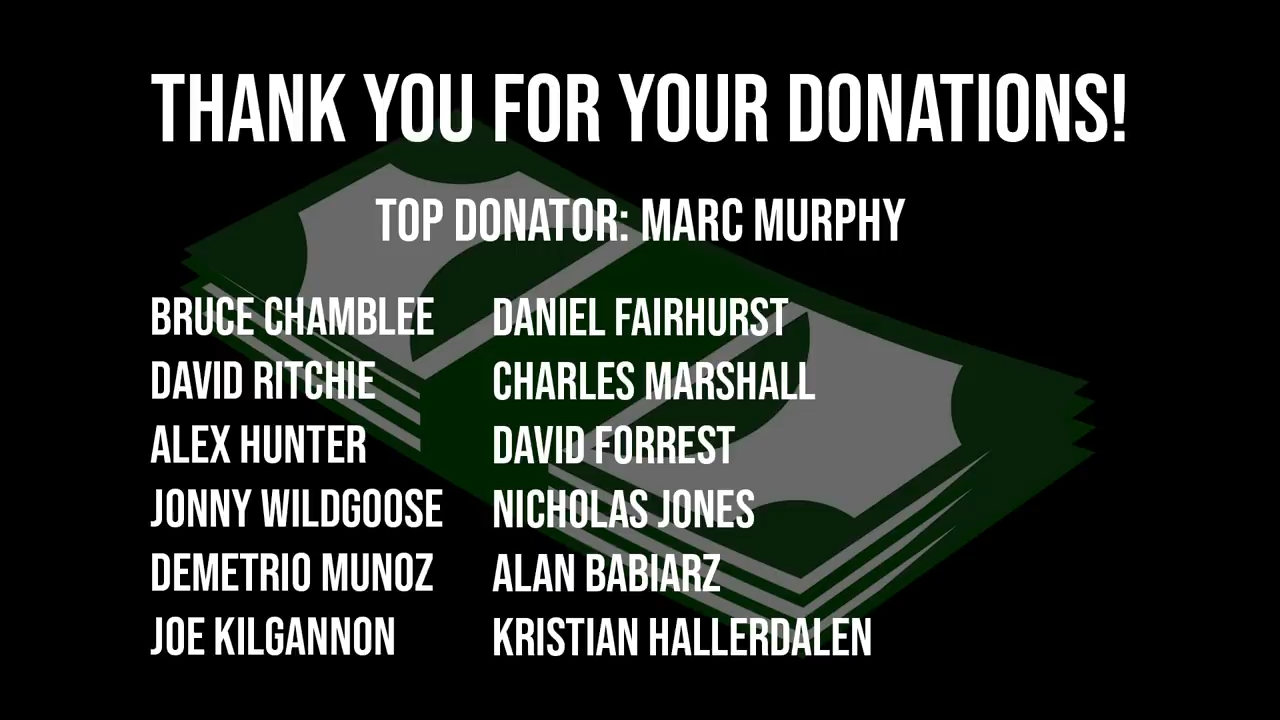 THANK YOU FOR YOUR DONATIONS!
TOP DONATOR: MARC MURPHY
BRUCE CHAMBLEE
DAVID RITCHIE
ALEX HUNTER
JONNY WILDGOOSE
DEMETRIO MUNOZ
JOE KILGANNON
DANIEL FAIRHURST
CHARLES MARSHALL
DAVID FORREST
NICHOLAS JONES
ALAN BABIARZ
KRISTIAN HALLERDALEN